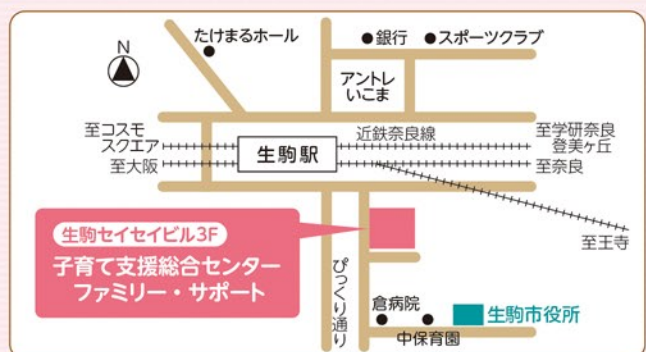 N
たけまるホール
銀行
スポーツクラブ
アントレ
いこま
至コスモ
スクエア
至大阪
生駒駅
近鉄奈良線
至学研奈良
登美ヶ丘
至奈良
至王寺
生駒セイセイビル3F
子育て支援総合センター
ファミリー・サポート
ぴっくり通り
倉病院
中保育園
生駒市役所